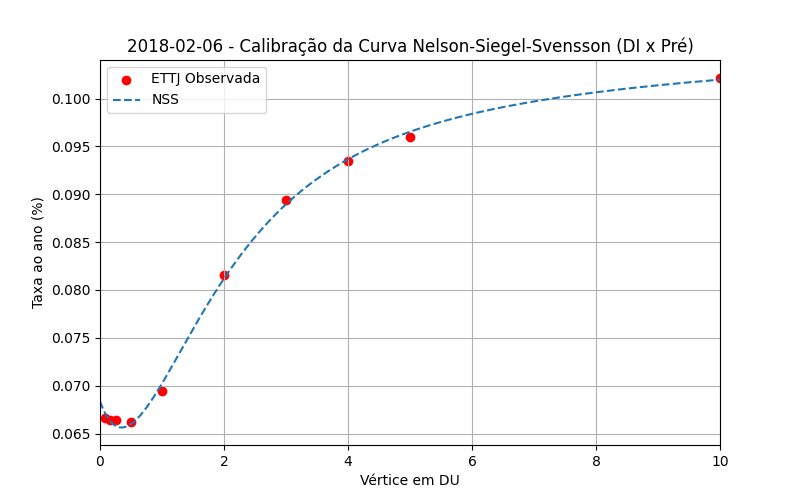 2018-02-06 - Calibração da Curva Nelson-Siegel-Svensson (DI x Pré)
ETTJ Observada
NSS
Taxa ao ano (%)
0.100
0.095
0.090
0.085
0.080
0.075
0.070
0.065
0 2 4 6 8 10
Vértice em DU